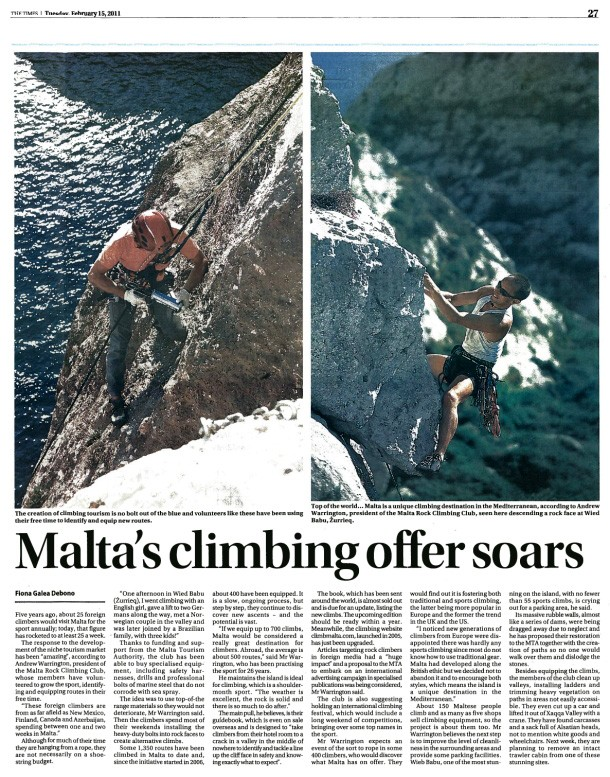 THE TIMES | Tuesday, February 15, 2011
27
The creation of climbing tourism is no bolt out of the blue and volunteers like these have been using
their free time to identify and equip new routes.
Top of the world... Malta is a unique climbing destination in the Mediterranean, according to Andrew
Warrington, president of the Malta Rock Climbing Club, seen here descending a rock face at Wied
Babu, Żurrieq.
Malta's climbing offer soars
Fiona Galea Debono
Five years ago, about 25 foreign
climbers would visit Malta for the
sport annually; today, that figure
has rocketed to at least 25 a week.
The response to the develop-
ment of the niche tourism market
has been "amazing", according to
Andrew Warrington, president of
the Malta Rock Climbing Club,
whose members have volun-
teered to grow the sport, identify-
ing and equipping routes in their
free time.
"These foreign climbers are
from as far afield as New Mexico,
Finland, Canada and Azerbaijan,
spending between one and two
weeks in Malta."
Although for much of their time
they are hanging from a rope, they
are not necessarily on a shoe-
string budget.
"One afternoon in Wied Babu
(Żurrieq), I went climbing with an
English girl, gave a lift to two Ger-
mans along the way, met a Nor-
wegian couple in the valley and
was later joined by a Brazilian
family, with three kids!"
Thanks to funding and sup-
port from the Malta Tourism
Authority, the club has been
able to buy specialised equip-
ment, including safety har-
nesses, drills and professional
bolts of marine steel that do not
corrode with sea spray.
The idea was to use top-of-the
range materials so they would not
deteriorate, Mr Warrington said.
Then the climbers spend most of
their weekends installing the
heavy-duty bolts into rock faces to
create alternative climbs.
Some 1,350 routes have been
climbed in Malta to date and,
since the initiative started in 2006,
about 400 have been equipped. It
is a slow, ongoing process, but
step by step, they continue to dis-
cover new ascents - and the
potential is vast.
"If we equip up to 700 climbs,
Malta would be considered a
really great destination for
climbers. Abroad, the average is
about 500 routes," said Mr War-
rington, who has been practising
the sport for 26 years.
He maintains the island is ideal
for climbing, which is a shoulder-
month sport. "The weather is
excellent, the rock is solid and
there is so much to do after."
The main pull, he believes, is their
guidebook, which is even on sale
overseas and is designed to "take
climbers from their hotel room to a
crack in a valley in the middle of
nowhere to identify and tackle a line
up the cliff face in safety and know-
ing exactly what to expect".
The book, which has been sent
around the world, is almost sold out
and is due for an update, listing the
new climbs. The upcoming edition
should be ready within a year.
Meanwhile, the climbing website
climbmalta.com, launched in 2005,
has just been upgraded.
Articles targeting rock climbers
in foreign media had a "huge
impact" and a proposal to the MTA
to embark on an international
advertising campaign in specialised
publications was being considered,
Mr Warrington said.
The club is also suggesting
holding an international climbing
festival, which would include a
long weekend of competitions,
bringing over some top names in
the sport.
Mr Warrington expects an
event of the sort to rope in some
400 climbers, who would discover
what Malta has on offer. They
would find out it is fostering both
traditional and sports climbing,
the latter being more popular in
Europe and the former the trend
in the UK and the US.
"I noticed new generations of
climbers from Europe were dis-
appointed there was hardly any
sports climbing since most do not
know how to use traditional gear.
Malta had developed along the
British ethic but we decided not to
abandon it and to encourage both
styles, which means the island is
a unique destination in the
Mediterranean."
About 150 Maltese people
climb and as many as five shops
sell climbing equipment, so the
project is about them too. Mr
Warrington believes the next step
is to improve the level of cleanli-
ness in the surrounding areas and
provide some parking facilities.
Wied Babu, one of the most stun-
ning on the island, with no fewer
than 55 sports climbs, is crying
out for a parking area, he said.
Its massive rubble walls, almost
like a series of dams, were being
dragged away due to neglect and
he has proposed their restoration
to the MTA together with the crea-
tion of paths so no one would
walk over them and dislodge the
stones.
Besides equipping the climbs,
the members of the club clean up
valleys, installing ladders and
trimming heavy vegetation on
paths in areas not easily accessi-
ble. They even cut up a car and
lifted it out of Xaqqa Valley with a
crane. They have found carcasses
and a sack full of Alsatian heads,
not to mention white goods and
wheelchairs. Next week, they are
planning to remove an intact
trawler cabin from one of these
stunning sites.